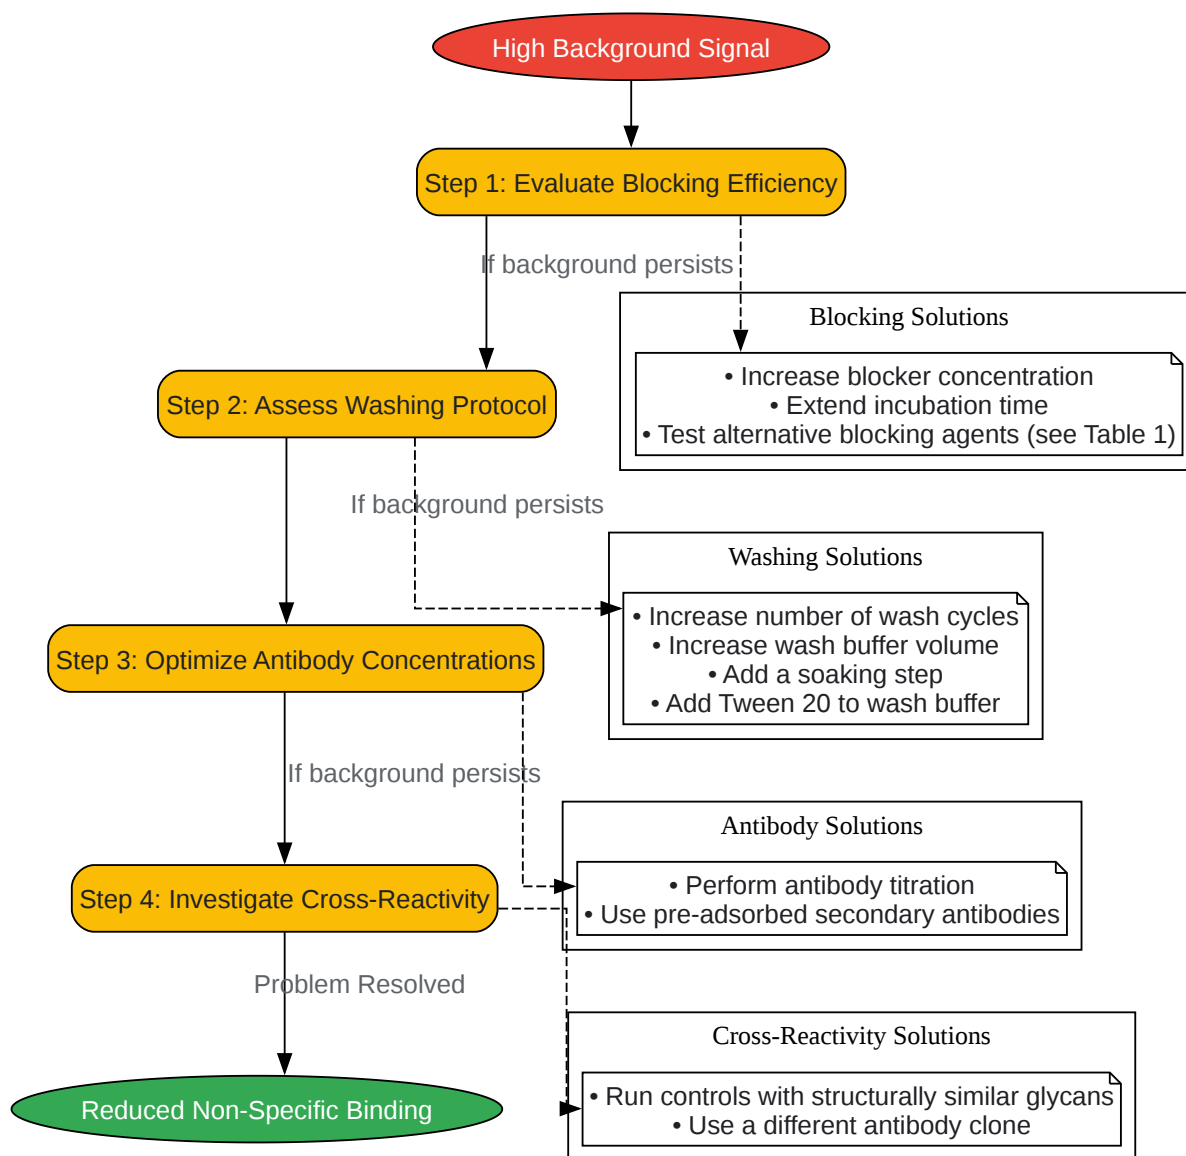 High Background Signal
Step 1: Evaluate Blocking Efficiency
If background persists
Blocking Solutions
• Increase blocker concentration
• Extend incubation time
• Test alternative blocking agents (see Table 1)
Step 2: Assess Washing Protocol
If background persists
Washing Solutions
• Increase number of wash cycles
• Increase wash buffer volume
• Add a soaking step
• Add Tween 20 to wash buffer
Step 3: Optimize Antibody Concentrations
If background persists
Antibody Solutions
• Perform antibody titration
• Use pre-adsorbed secondary antibodies
Step 4: Investigate Cross-Reactivity
Problem Resolved
Cross-Reactivity Solutions
• Run controls with structurally similar glycans
• Use a different antibody clone
Reduced Non-Specific Binding